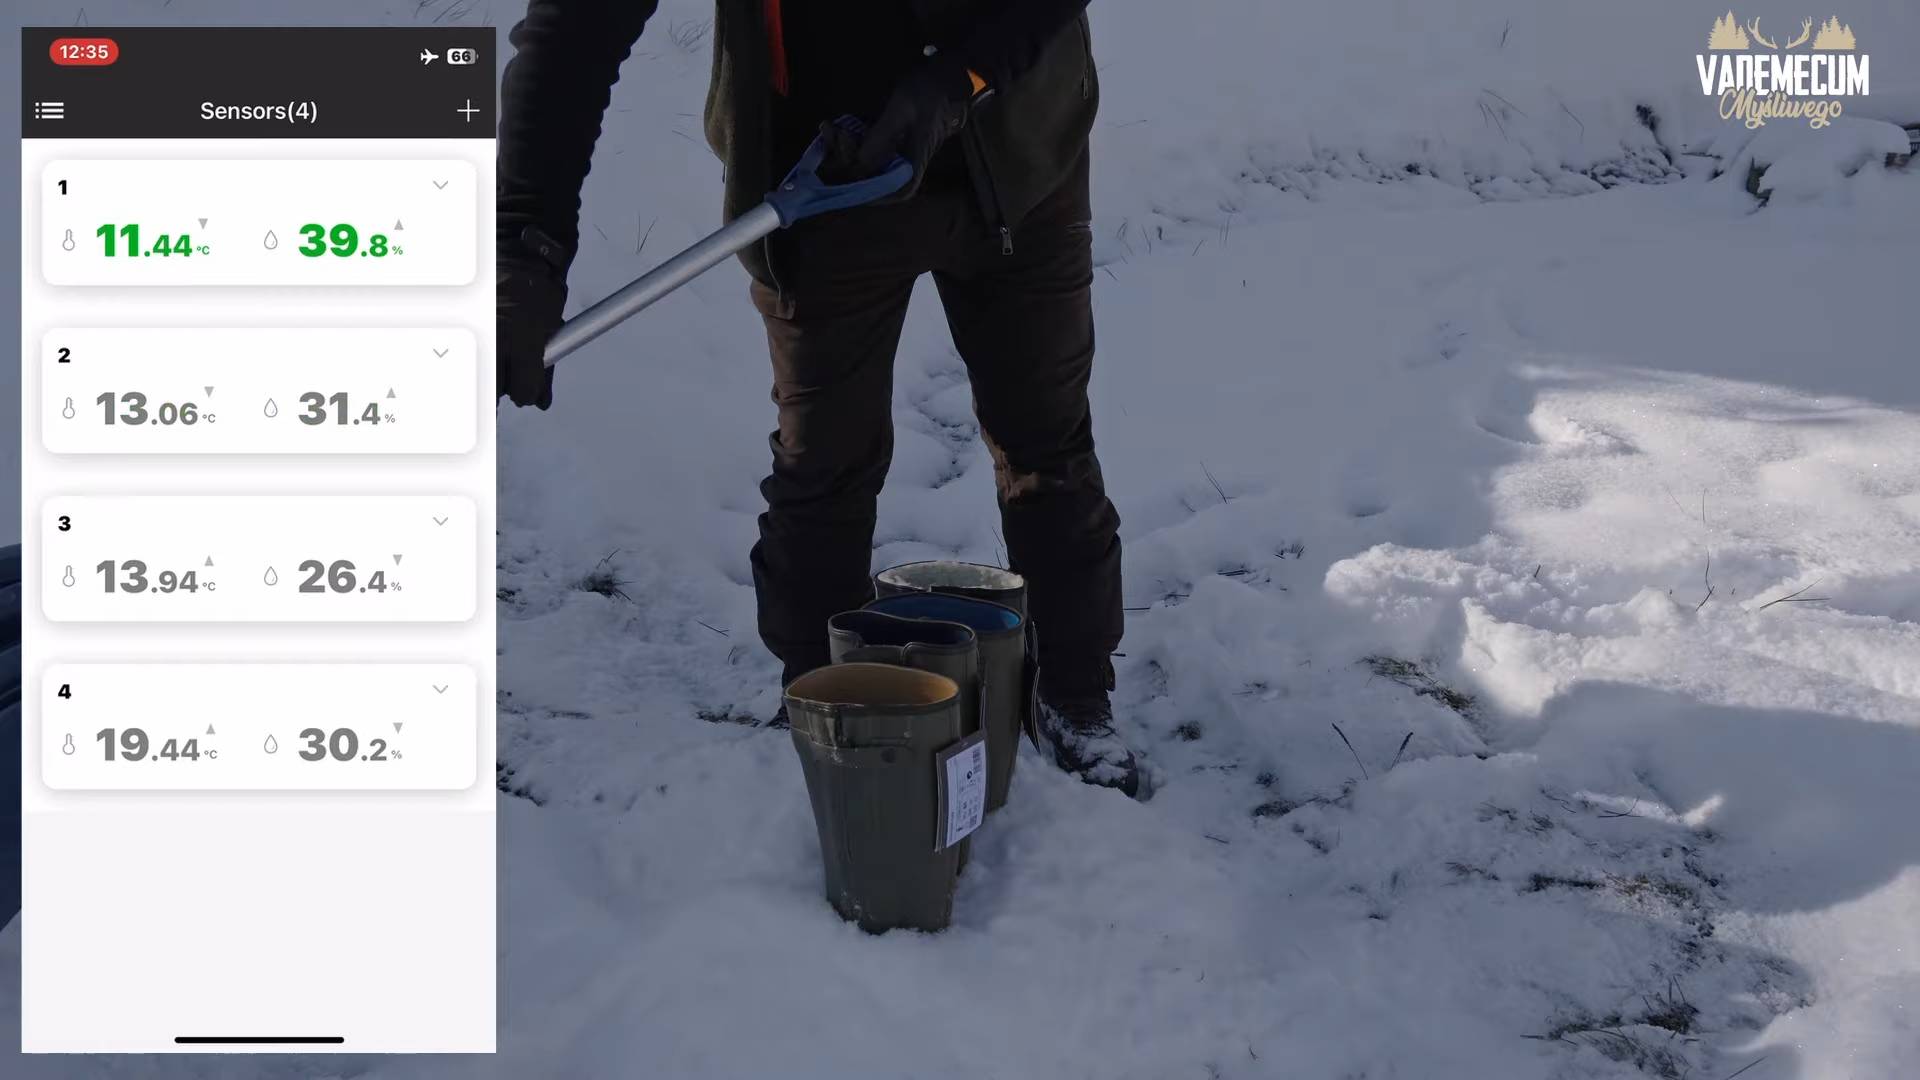 12:35
66
Sensors(4)
1
11.44 °C
39.8 %
2
13.06 °C
31.4 %
3
13.94 °C
26.4 %
4
19.44 °C
30.2 %
VADEMECUM
Myśliwego